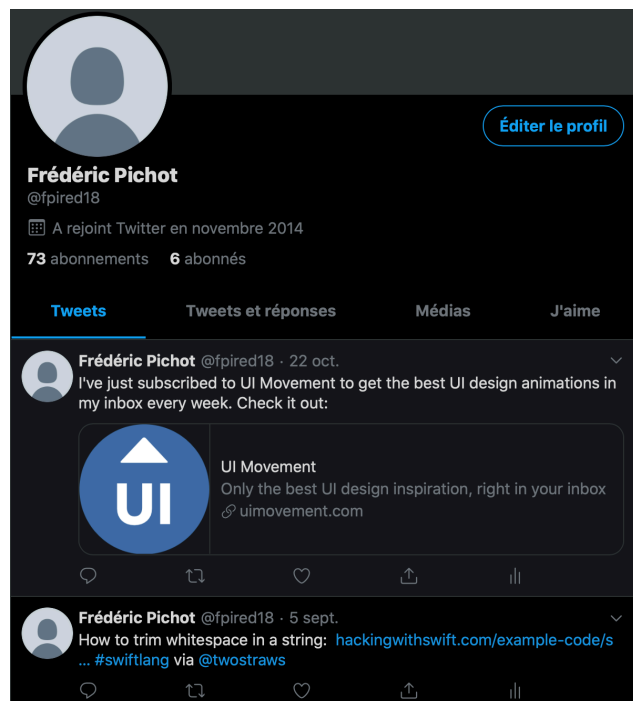 Éditer le profil
Frédéric Pichot
@fpired18
A rejoint Twitter en novembre 2014
73 abonnements 6 abonnés
Tweets Tweets et réponses Médias J'aime
Frédéric Pichot @fpired18 · 22 oct.
I've just subscribed to UI Movement to get the best UI design animations in
my inbox every week. Check it out:
UI
UI Movement
Only the best UI design inspiration, right in your inbox
uimovement.com
Frédéric Pichot @fpired18 · 5 sept.
How to trim whitespace in a string: hackingwithswift.com/example-code/s
... #swiftlang via @twostraws